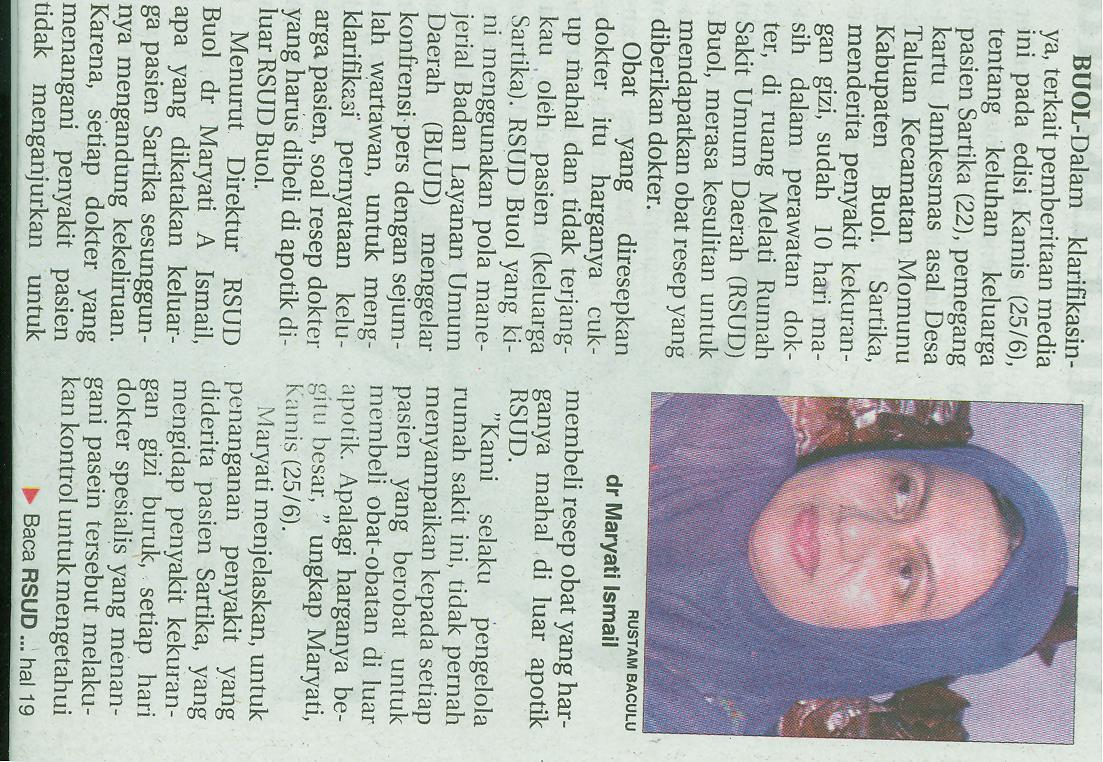 BUOL-Dalam klarifikasin-
ya, terkait pemberitaan media
ini pada edisi Kamis (25/6),
tentang keluhan keluarga
pasien Sartika (22), pemegang
kartu Jamkesmas asal Desa
Taluan Kecamatan Momunu
Kabupaten Buol. Sartika,
menderita penyakit kekuran-
gan gizi, sudah 10 hari ma-
sih dalam perawatan dok-
ter, di ruang Melati Rumah
Sakit Umum Daerah (RSUD)
Buol, merasa kesulitan untuk
mendapatkan obat resep yang
diberikan dokter.
Obat yang diresepkan
dokter itu harganya cuk-
up mahal dan tidak terjang-
kau oleh pasien (keluarga
Sartika). RSUD Buol yang ki-
ni menggunakan pola mane-
jerial Badan Layanan Umum
Daerah (BLUD) menggelar
konfrensi pers dengan sejum-
lah wartawan, untuk meng-
klarifikasi pernyataan kelu-
arga pasien, soal resep dokter
yang harus dibeli di apotik di-
luar RSUD Buol.
Menurut Direktur RSUD
Buol dr Maryati A Ismail,
apa yang dikatakan keluar-
ga pasien Sartika sesunggun-
nya mengandung kekeliruan.
Karena, setiap dokter yang
menangani penyakit pasien
tidak menganjurkan untuk
RUSTAM BACULU
dr Maryati Ismail
membeli resep obat yang har-
ganya mahal di luar apotik
RSUD.
"Kami selaku pengelola
rumah sakit ini, tidak pernah
menyampaikan kepada setiap
pasien yang berobat untuk
membeli obat-obatan di luar
apotik. Apalagi harganya be-
gitu besar," ungkap Maryati,
Kamis (25/6).
Maryati menjelaskan, untuk
penanganan penyakit yang
diderita pasien Sartika, yang
mengidap penyakit kekuran-
gan gizi buruk, setiap hari
dokter spesialis yang menan-
gani pasein tersebut melaku-
kan kontrol untuk mengetahui
Baca RSUD ... hal 19